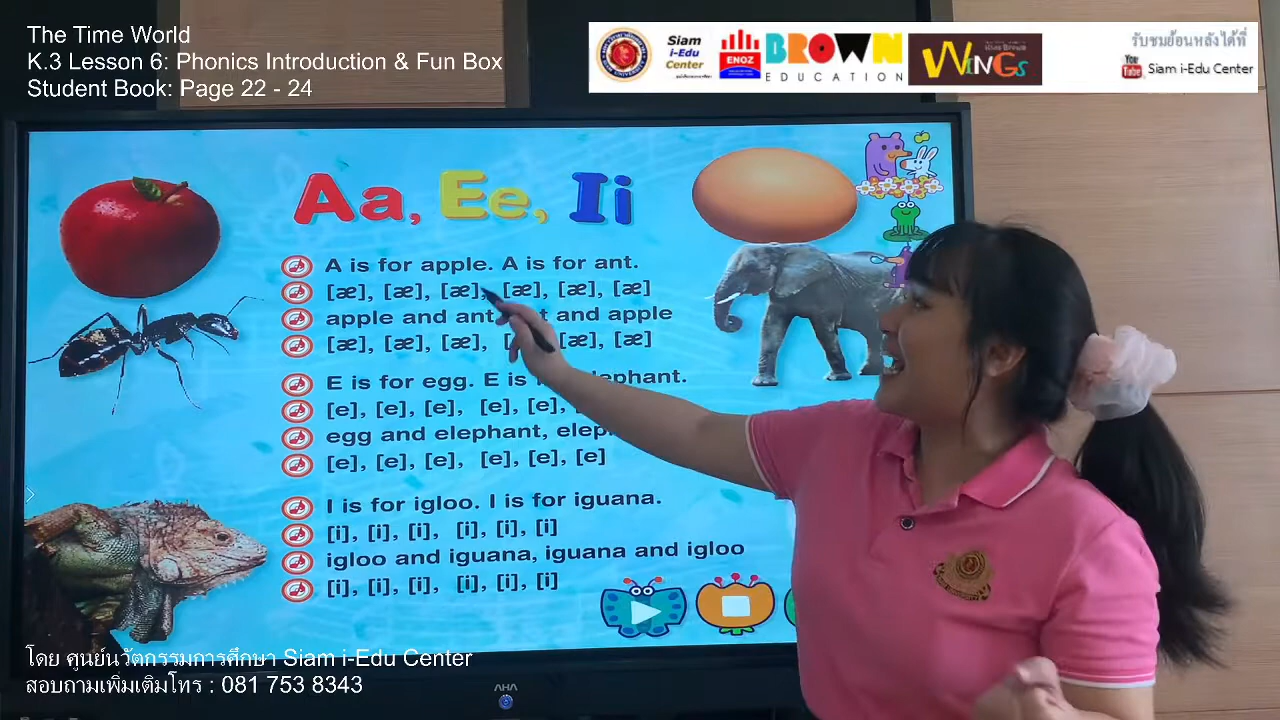 The Time World
K.3 Lesson 6: Phonics Introduction & Fun Box
Student Book: Page 22 - 24
Siam
i-Edu
Center
ENOZ
BROWN
EDUCATION
WINGS
รับชมย้อนหลังได้ที่
You
Tube
Siam i-Edu Center
Aa, Ee, Ii
A is for apple. A is for ant.
[æ], [æ], [æ], [æ], [æ], [æ]
apple and ant, and apple
[æ], [æ], [æ], [æ], [æ]
E is for egg. E is elephant.
[e], [e], [e], [e], [e],
egg and elephant,
[e], [e], [e], [e], [e], [e]
I is for igloo. I is for iguana.
[i], [i], [i], [i], [i], [i]
igloo and iguana, iguana and igloo
[i], [i], [i], [i], [i], [i]
โดย ศูนย์นวัตกรรมการศึกษา Siam i-Edu Center
สอบถามเพิ่มเติมโทร : 081 753 8343